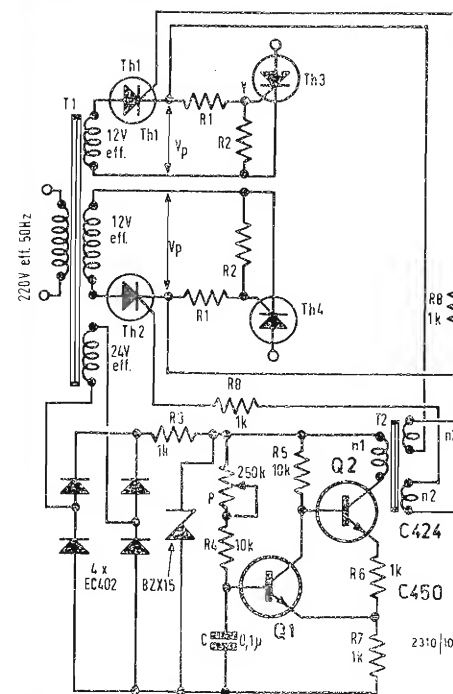 Th1
Th3
T1
Th1
R1
Y
12V
eff.
Vp
R2
220V eff. 50Hz
12V
eff.
Vp
R2
R1
Th2
Th4
R8
1k
24V
eff.
R8
1k
R3
1k
T2
n1
R5
10k
Q2
250k
P
n2
C424
R4
10k
4 x
EC402
BZX15
R6
1k
C450
Q1
C
0,1µ
R7
1k